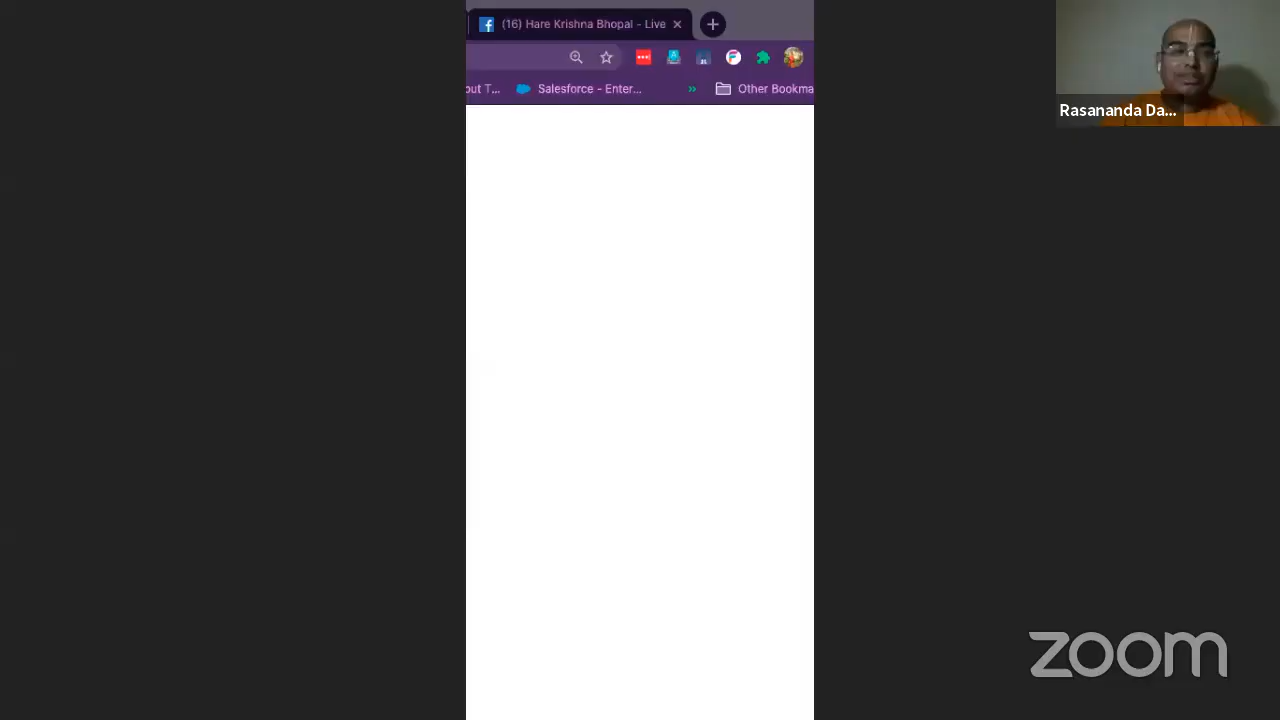 (16) Hare Krishna Bhopal - Live
out T...
Salesforce - Enter...
Other Bookma
Rasananda Da...
zoom